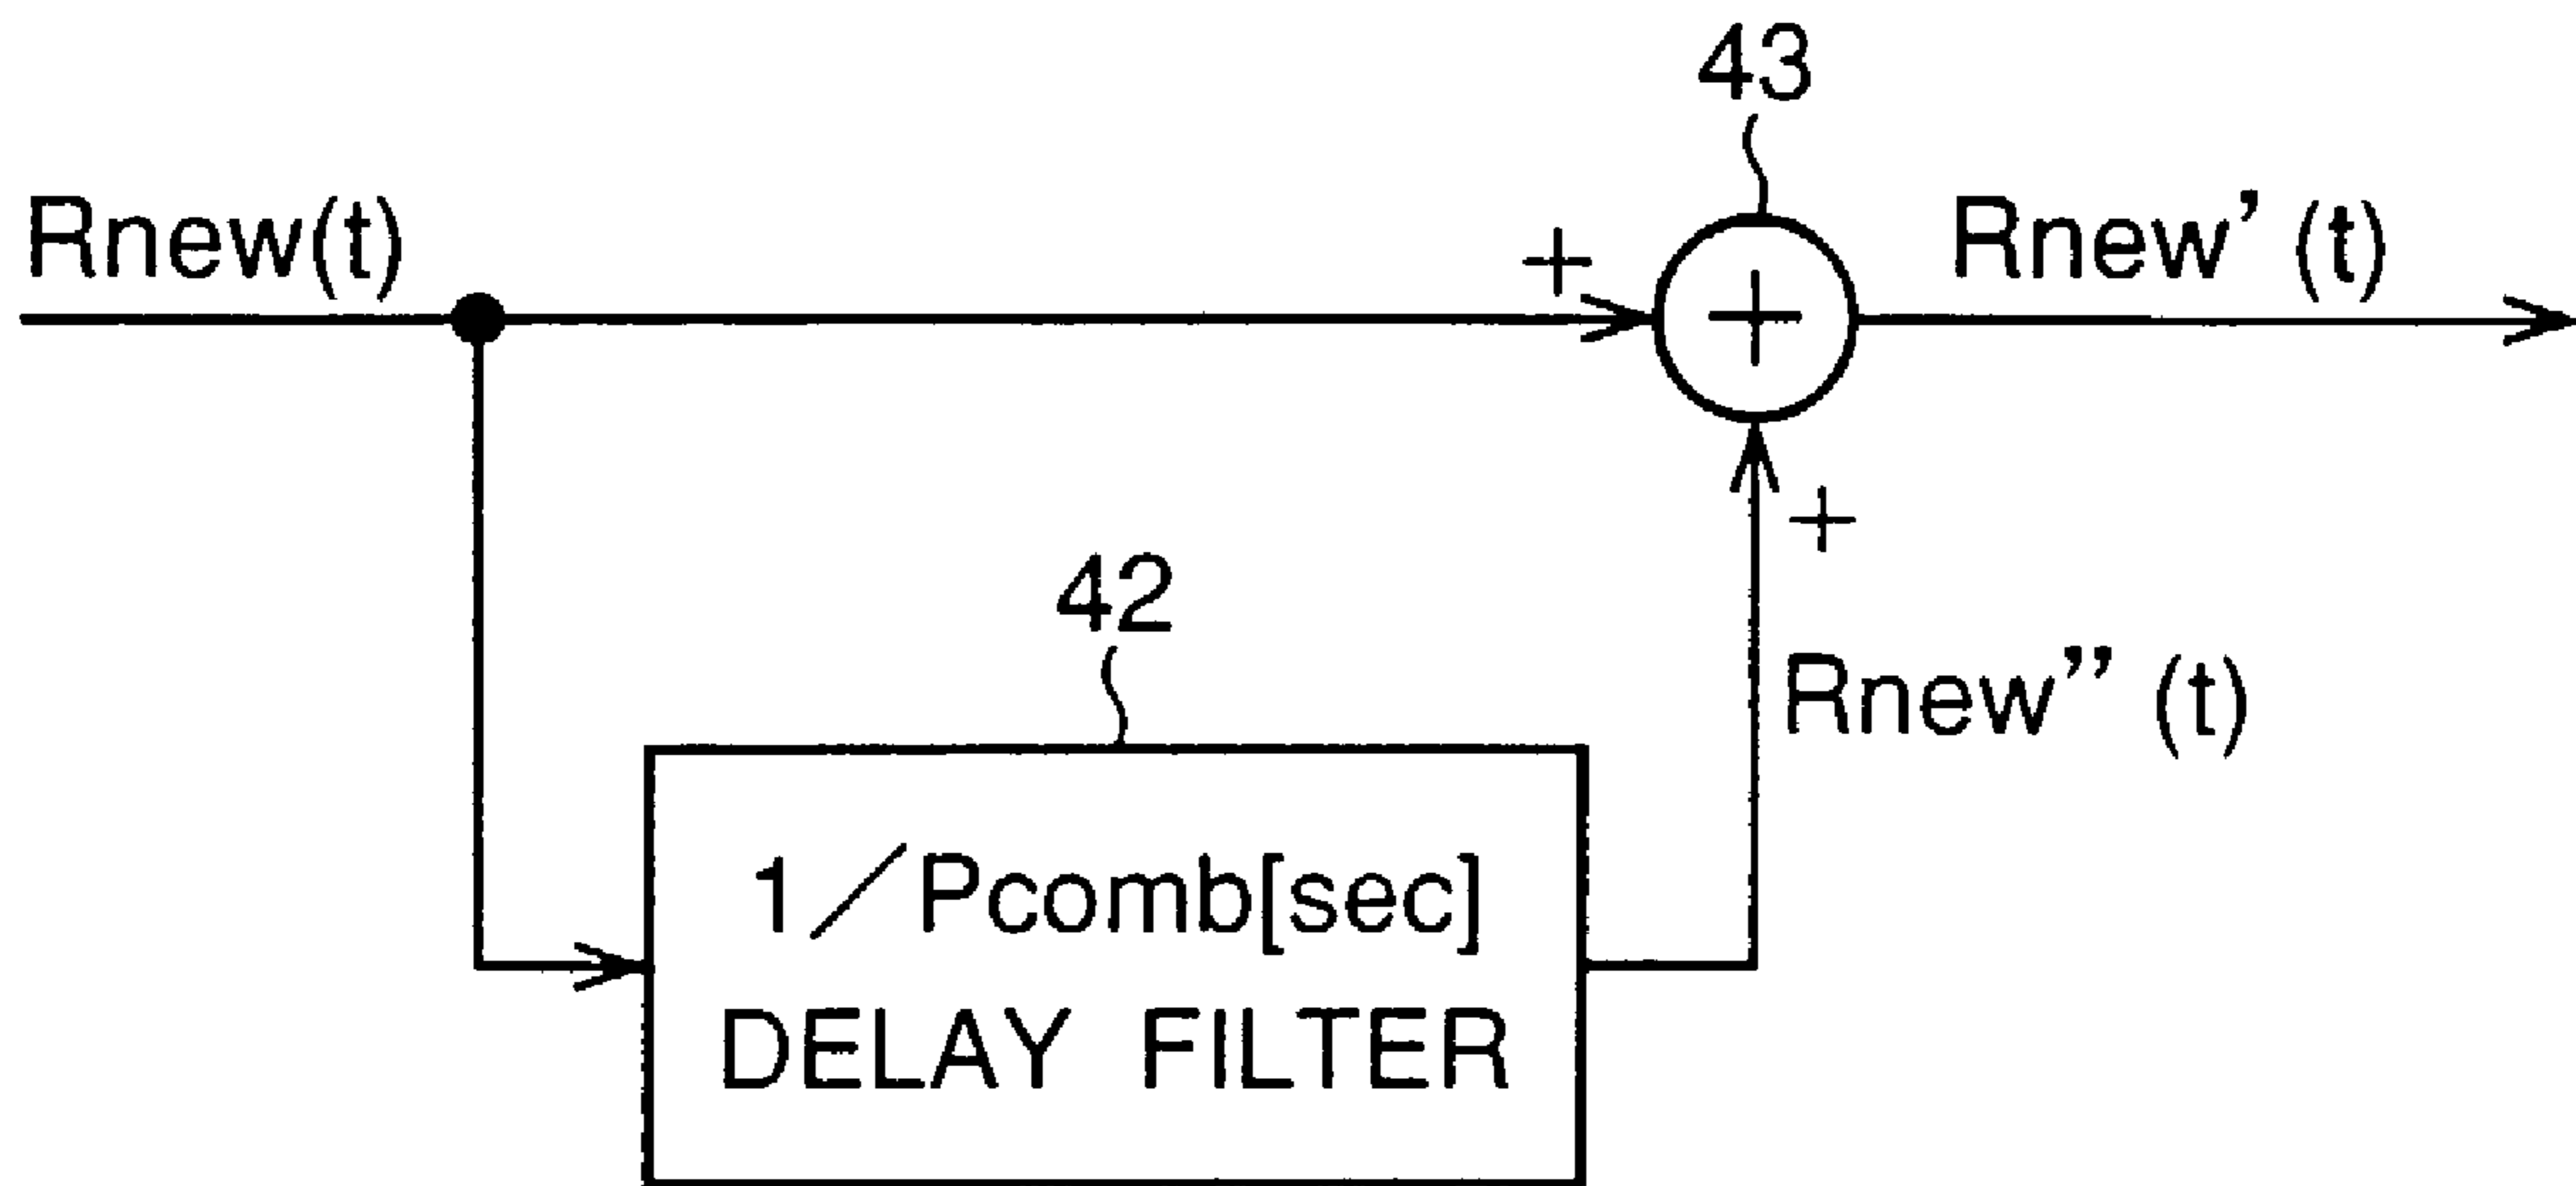 43
Rnew(t)
+
+
Rnew’ (t)
42
+
Rnew” (t)
1／Pcomb[sec]
DELAY FILTER